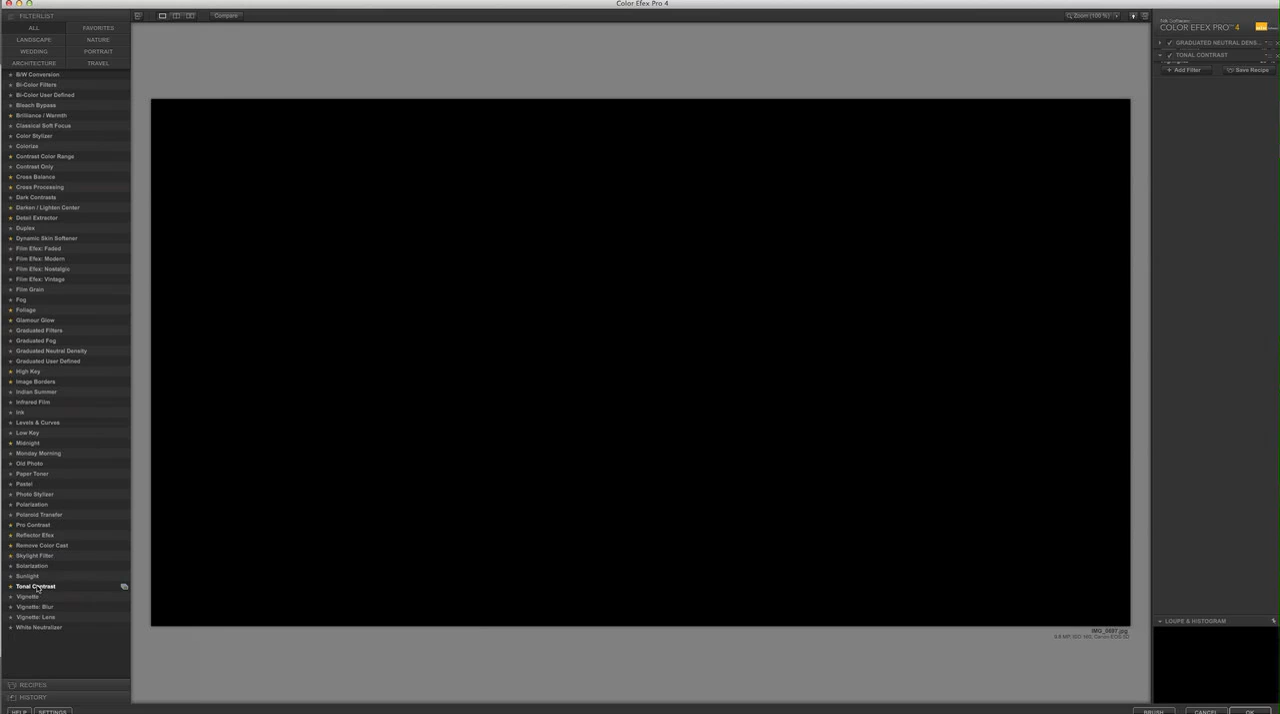 Color Efex Pro 4
FILTERLIST
Compare
Zoom (100 %)
ALL
FAVORITES
LANDSCAPE
NATURE
WEDDING
PORTRAIT
ARCHITECTURE
TRAVEL
B/W Conversion
Bi-Color Filters
Bi-Color User Defined
Bleach Bypass
Brilliance / Warmth
Classical Soft Focus
Color Stylizer
Colorize
Contrast Color Range
Contrast Only
Cross Balance
Cross Processing
Dark Contrasts
Darken / Lighten Center
Detail Extractor
Duplex
Dynamic Skin Softener
Film Efex: Faded
Film Efex: Modern
Film Efex: Nostalgic
Film Efex: Vintage
Film Grain
Fog
Foliage
Glamour Glow
Graduated Filters
Graduated Fog
Graduated Neutral Density
Graduated User Defined
High Key
Image Borders
Indian Summer
Infrared Film
Ink
Levels & Curves
Low Key
Midnight
Monday Morning
Old Photo
Paper Toner
Pastel
Photo Stylizer
Polarization
Polaroid Transfer
Pro Contrast
Reflector Efex
Remove Color Cast
Skylight Filter
Solarization
Sunlight
Tonal Contrast
Vignette
Vignette: Blur
Vignette: Lens
White Neutralizer
RECIPES
HISTORY
HELP
SETTINGS
IMG_0697.jpg
Nik Software
COLOR EFEX PRO™ 4
GRADUATED NEUTRAL DENS...
TONAL CONTRAST
+ Add Filter
Save Recipe
LOUPE & HISTOGRAM
BRUSH
CANCEL
OK